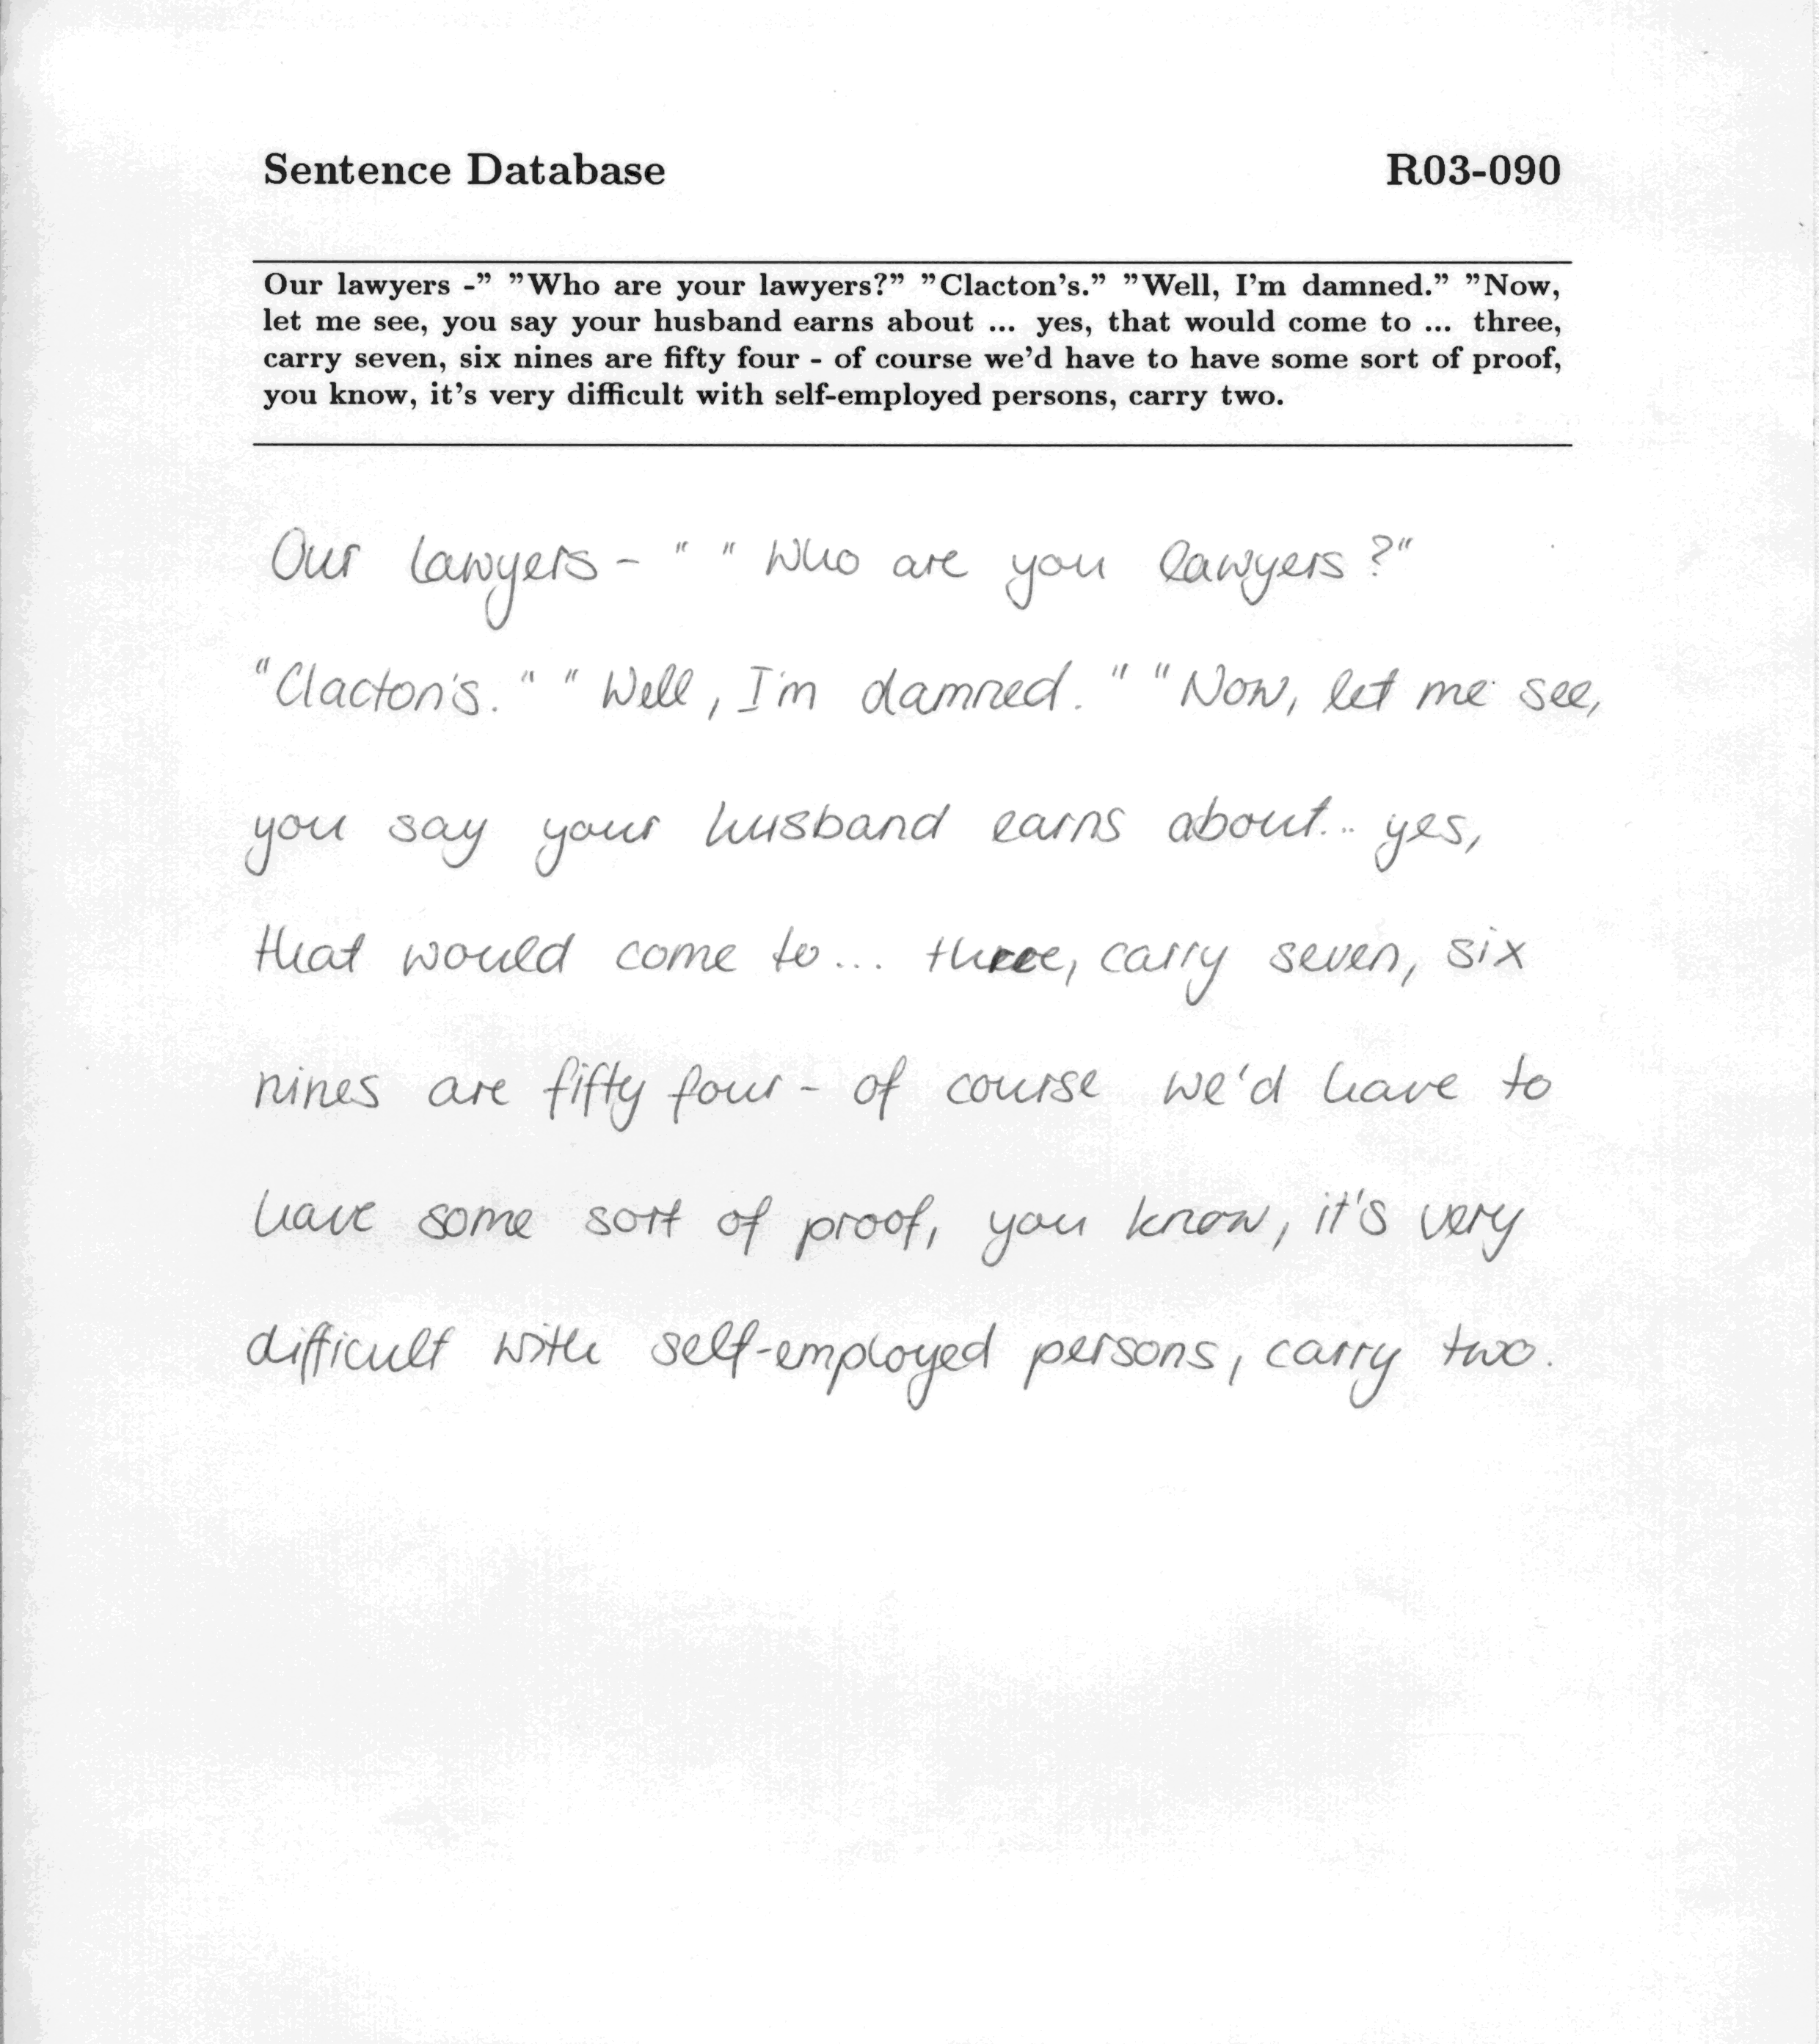 Sentence Database R03-090
Our lawyers -” ”Who are your lawyers?” ”Clacton’s.” ”Well, I’m damned.” ”Now,
let me see, you say your husband earns about ... yes, that would come to ... three,
carry seven, six nines are fifty four - of course we’d have to have some sort of proof,
you know, it’s very difficult with self-employed persons, carry two.
Our lawyers - " " Who are you lawyers ?"
"Clacton's. " " Well, I'm damned. " " Now, let me see,
you say your husband earns about... yes,
that would come to ... three, carry seven, six
nines are fifty four - of course we'd have to
have some sort of proof, you know, it's very
difficult with self-employed persons, carry two.